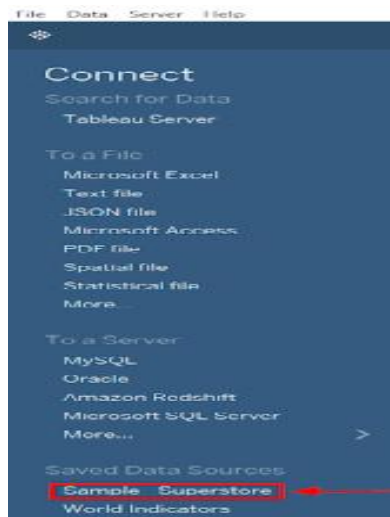 File Data Server Help
Connect
Search for Data
Tableau Server
To a File
Microsoft Excel
Text file
JSON file
Microsoft Access
PDF file
Spatial file
Statistical file
More...
To a Server
MySQL
Oracle
Amazon Redshift
Microsoft SQL Server
More...
Saved Data Sources
Sample - Superstore
World Indicators